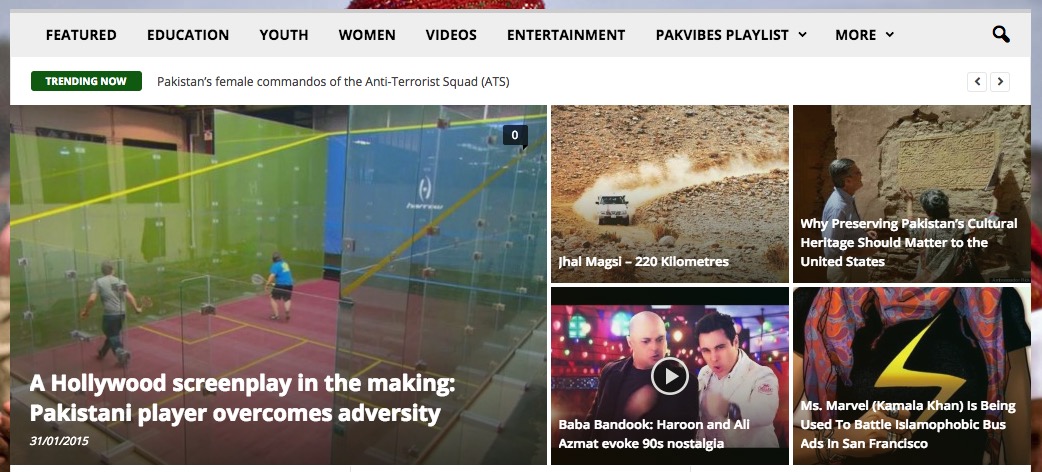 FEATURED EDUCATION YOUTH WOMEN VIDEOS ENTERTAINMENT PAKVIBES PLAYLIST MORE
TRENDING NOW Pakistan's female commandos of the Anti-Terrorist Squad (ATS)
0
harrow
A Hollywood screenplay in the making:
Pakistani player overcomes adversity
31/01/2015
Jhal Magsi – 220 Kilometres
Why Preserving Pakistan's Cultural
Heritage Should Matter to the
United States
Baba Bandook: Haroon and Ali
Azmat evoke 90s nostalgia
Ms. Marvel (Kamala Khan) Is Being
Used To Battle Islamophobic Bus
Ads In San Francisco